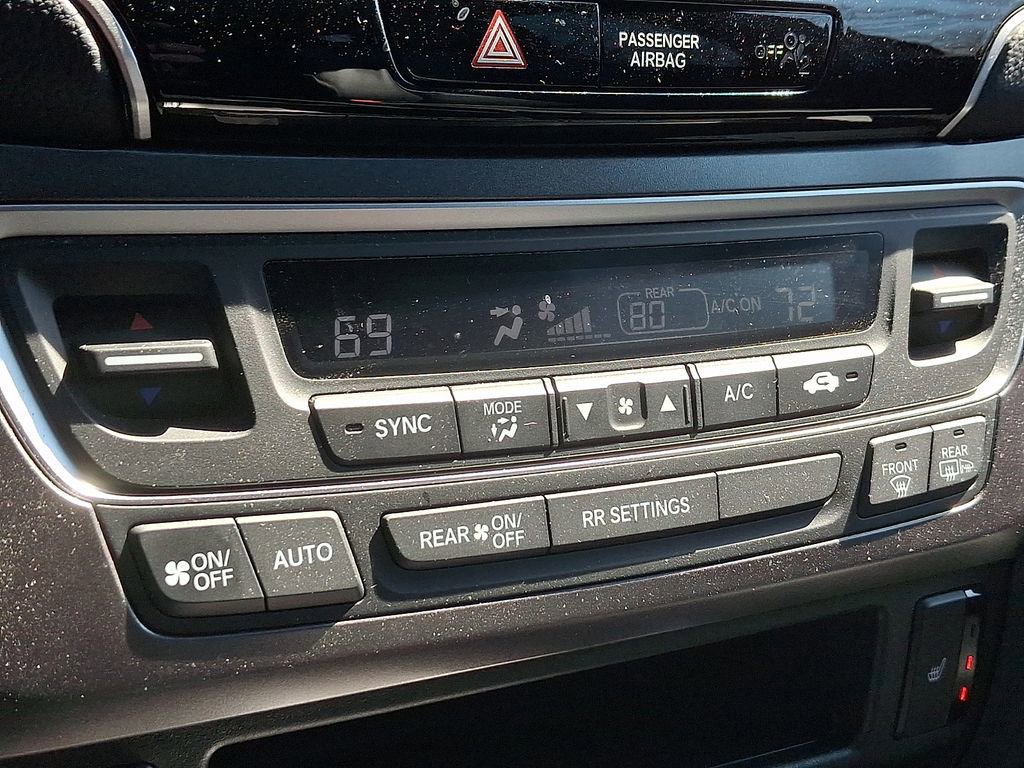 PASSENGER
AIRBAG
OFF
69
REAR
80
A/C ON
72
SYNC
MODE
A/C
FRONT
REAR
ON/
OFF
AUTO
REAR
ON/
OFF
RR SETTINGS